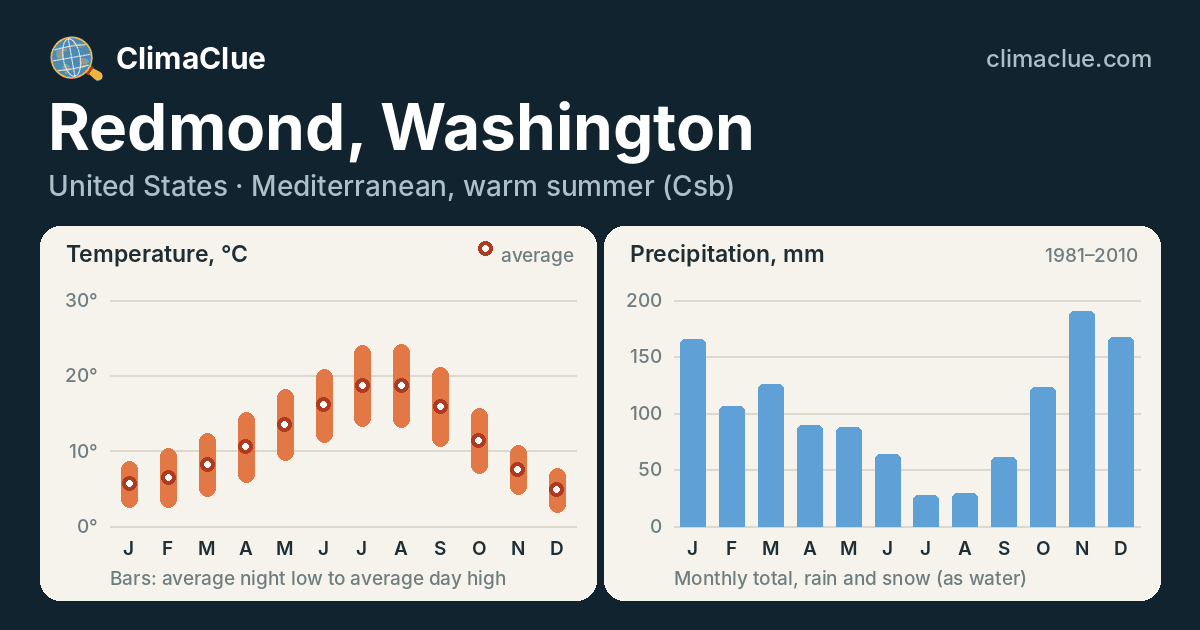 ClimaClue
climaclue.com
Redmond, Washington
United States · Mediterranean, warm summer (Csb)
Temperature, °C
average
30°
20°
10°
0°
J F M A M J J A S O N D
Bars: average night low to average day high
Precipitation, mm
1981–2010
200
150
100
50
0
J F M A M J J A S O N D
Monthly total, rain and snow (as water)